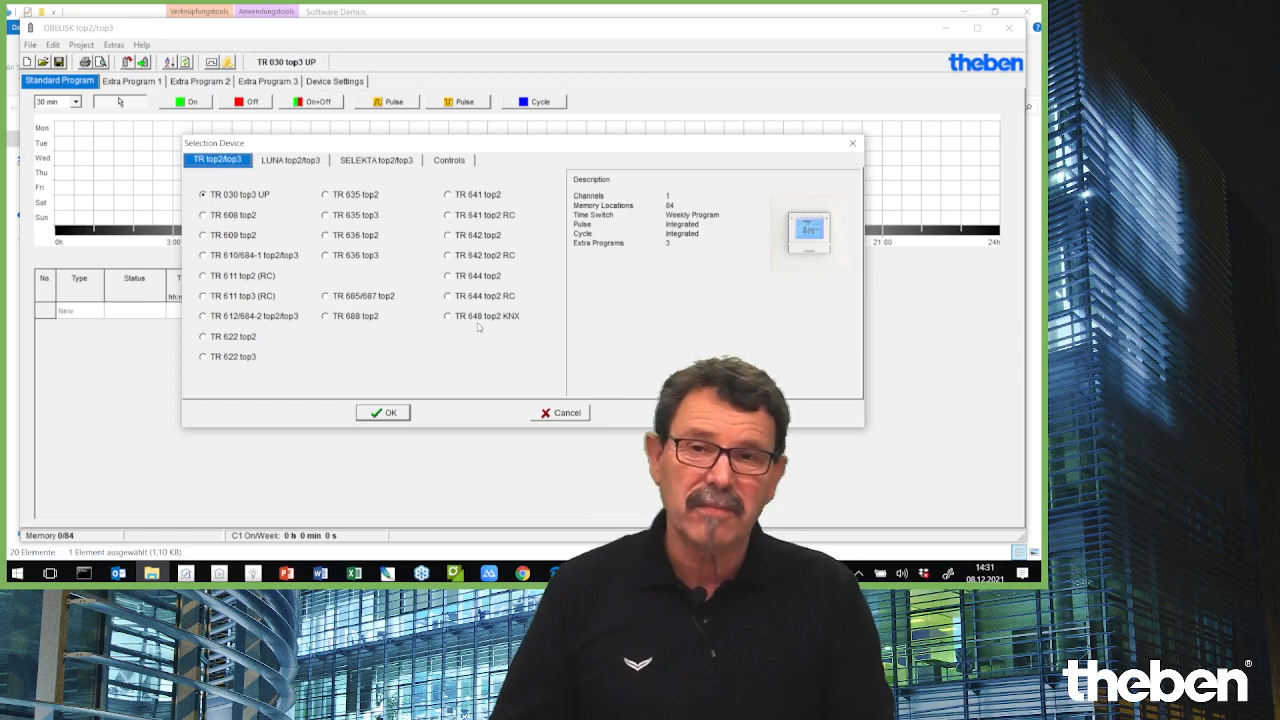 Verknüpfungstools Anwendungstools Software Demos
OBELISK top2/top3
File Edit Project Extras Help
TR 030 top3 UP
theben
Standard Program Extra Program 1 Extra Program 2 Extra Program 3 Device Settings
30 min On Off On+Off Pulse Pulse Cycle
Mon
Tue
Wed
Thu
Fri
Sat
Sun
0h 3:00 21:00 24h
No. Type Status
New
Selection Device
TR top2/top3 LUNA top2/top3 SELEKTA top2/top3 Controls
TR 030 top3 UP TR 635 top2 TR 641 top2
TR 608 top2 TR 635 top3 TR 641 top2 RC
TR 609 top2 TR 636 top2 TR 642 top2
TR 610/684-1 top2/top3 TR 636 top3 TR 642 top2 RC
TR 611 top2 (RC) TR 644 top2
TR 611 top3 (RC) TR 685/687 top2 TR 644 top2 RC
TR 612/684-2 top2/top3 TR 688 top2 TR 648 top2 KNX
TR 622 top2
TR 622 top3
Description
Channels 1
Memory Locations 84
Time Switch Weekly Program
Pulse Integrated
Cycle Integrated
Extra Programs 3
OK Cancel
Memory 0/84 C1 On/Week: 0 h 0 min 0 s
20 Elemente 1 Element ausgewählt (1,10 KB)
14:31
08.12.2021
theben®